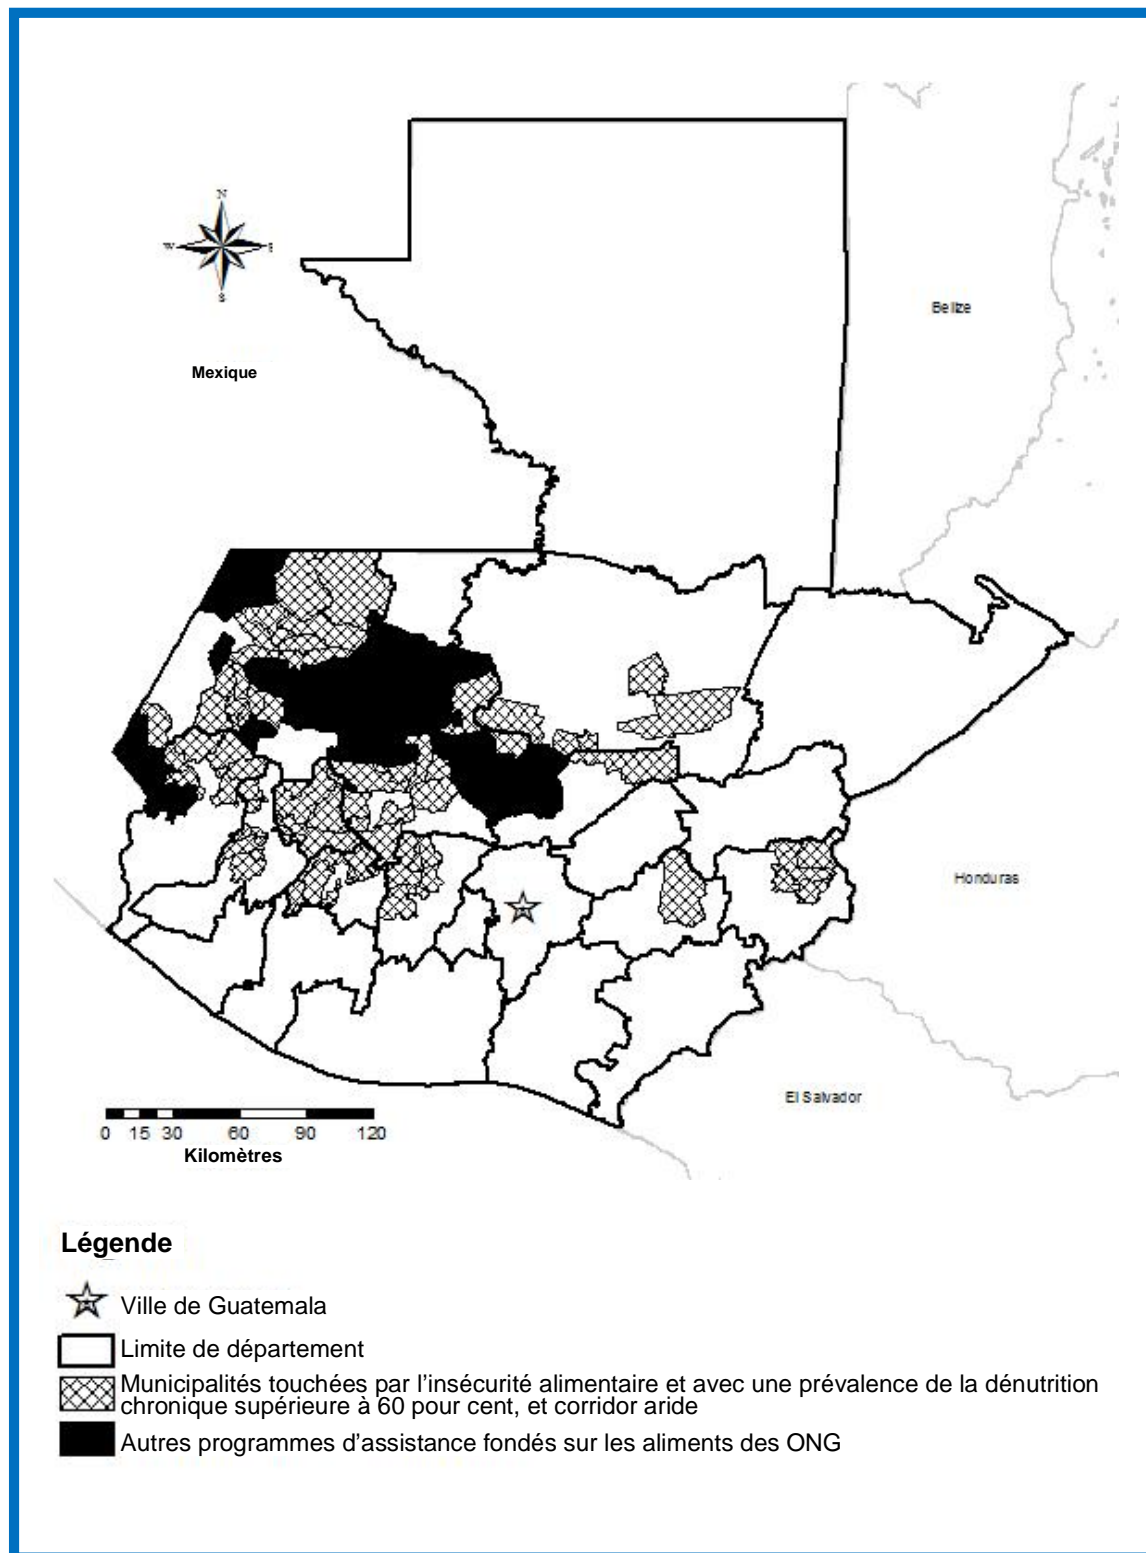 N
W E
S
Belize
Mexique
Honduras
El Salvador
0 15 30 60 90 120
Kilomètres
Légende
Ville de Guatemala
Limite de département
Municipalités touchées par l'insécurité alimentaire et avec une prévalence de la dénutrition
chronique supérieure à 60 pour cent, et corridor aride
Autres programmes d'assistance fondés sur les aliments des ONG